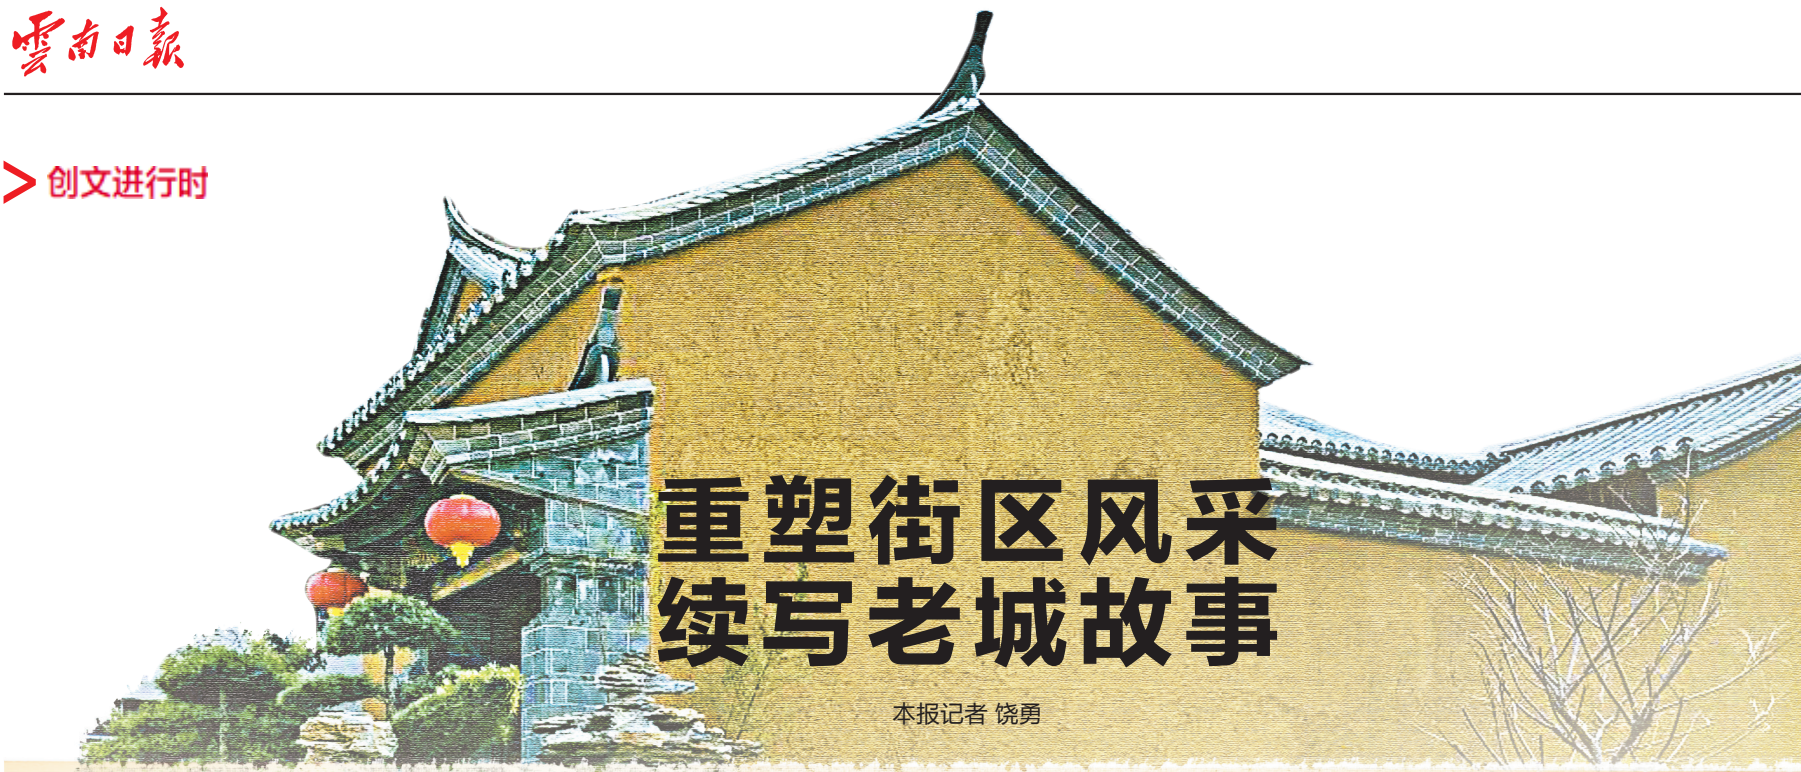 雲南日報
> 创文进行时
重塑街区风采
续写老城故事
本报记者 饶勇